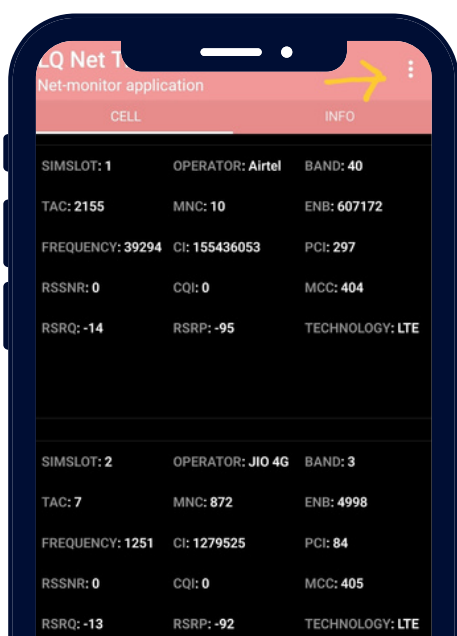 LQ Net T
Net-monitor application
CELL INFO
SIMSLOT: 1 OPERATOR: Airtel BAND: 40
TAC: 2155 MNC: 10 ENB: 607172
FREQUENCY: 39294 CI: 155436053 PCI: 297
RSSNR: 0 CQI: 0 MCC: 404
RSRQ: -14 RSRP: -95 TECHNOLOGY: LTE
SIMSLOT: 2 OPERATOR: JIO 4G BAND: 3
TAC: 7 MNC: 872 ENB: 4998
FREQUENCY: 1251 CI: 1279525 PCI: 84
RSSNR: 0 CQI: 0 MCC: 405
RSRQ: -13 RSRP: -92 TECHNOLOGY: LTE